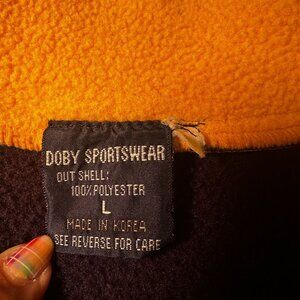 DOBY SPORTSWEAR
OUT SHELL:
100% POLYESTER
L
MADE IN KOREA
SEE REVERSE FOR CARE